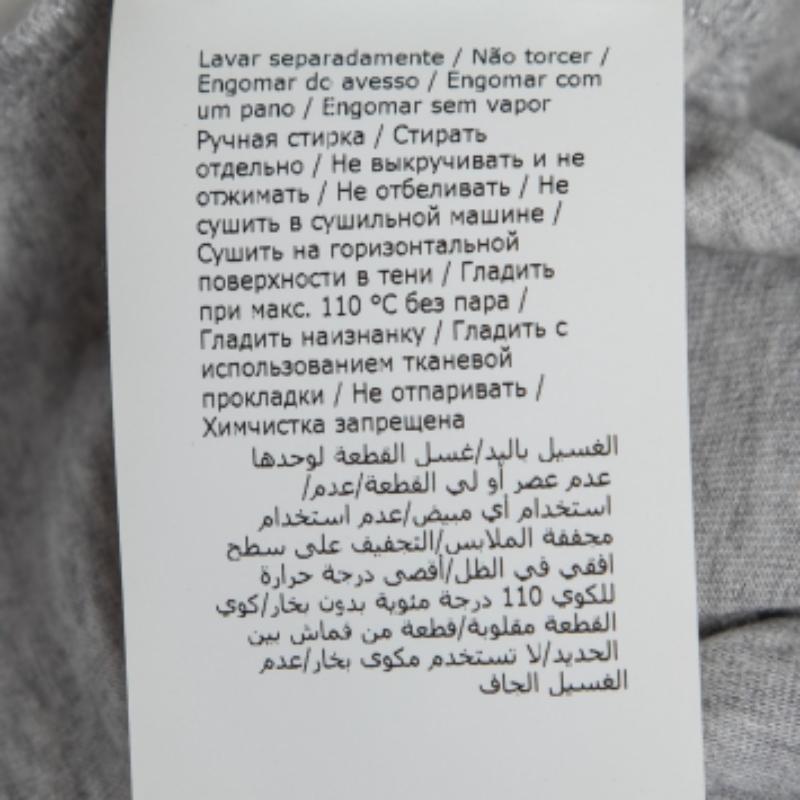 Lavar separadamente / Não torcer /
Engomar do avesso / Engomar com
um pano / Engomar sem vapor
Ручная стирка / Стирать
отдельно / Не выкручивать и не
отжимать / Не отбеливать / Не
сушить в сушильной машине /
Сушить на горизонтальной
поверхности в тени / Гладить
при макс. 110 °C без пара /
Гладить наизнанку / Гладить с
использованием тканевой
прокладки / Не отпаривать /
Химчистка запрещена
الغسيل باليد/غسل القطعة لوحدها
/عدم عصر أو لي القطعة/عدم
استخدام أي مبيض/عدم استخدام
مجففة الملابس/التجفيف على سطح
افقي في الظل/أقصى درجة حرارة
للكوي 110 درجة مئوية بدون بخار/كوي
القطعة مقلوبة/قطعة من قماش بين
الحديد/لا تستخدم مكوى بخار/عدم
الغسيل الجاف